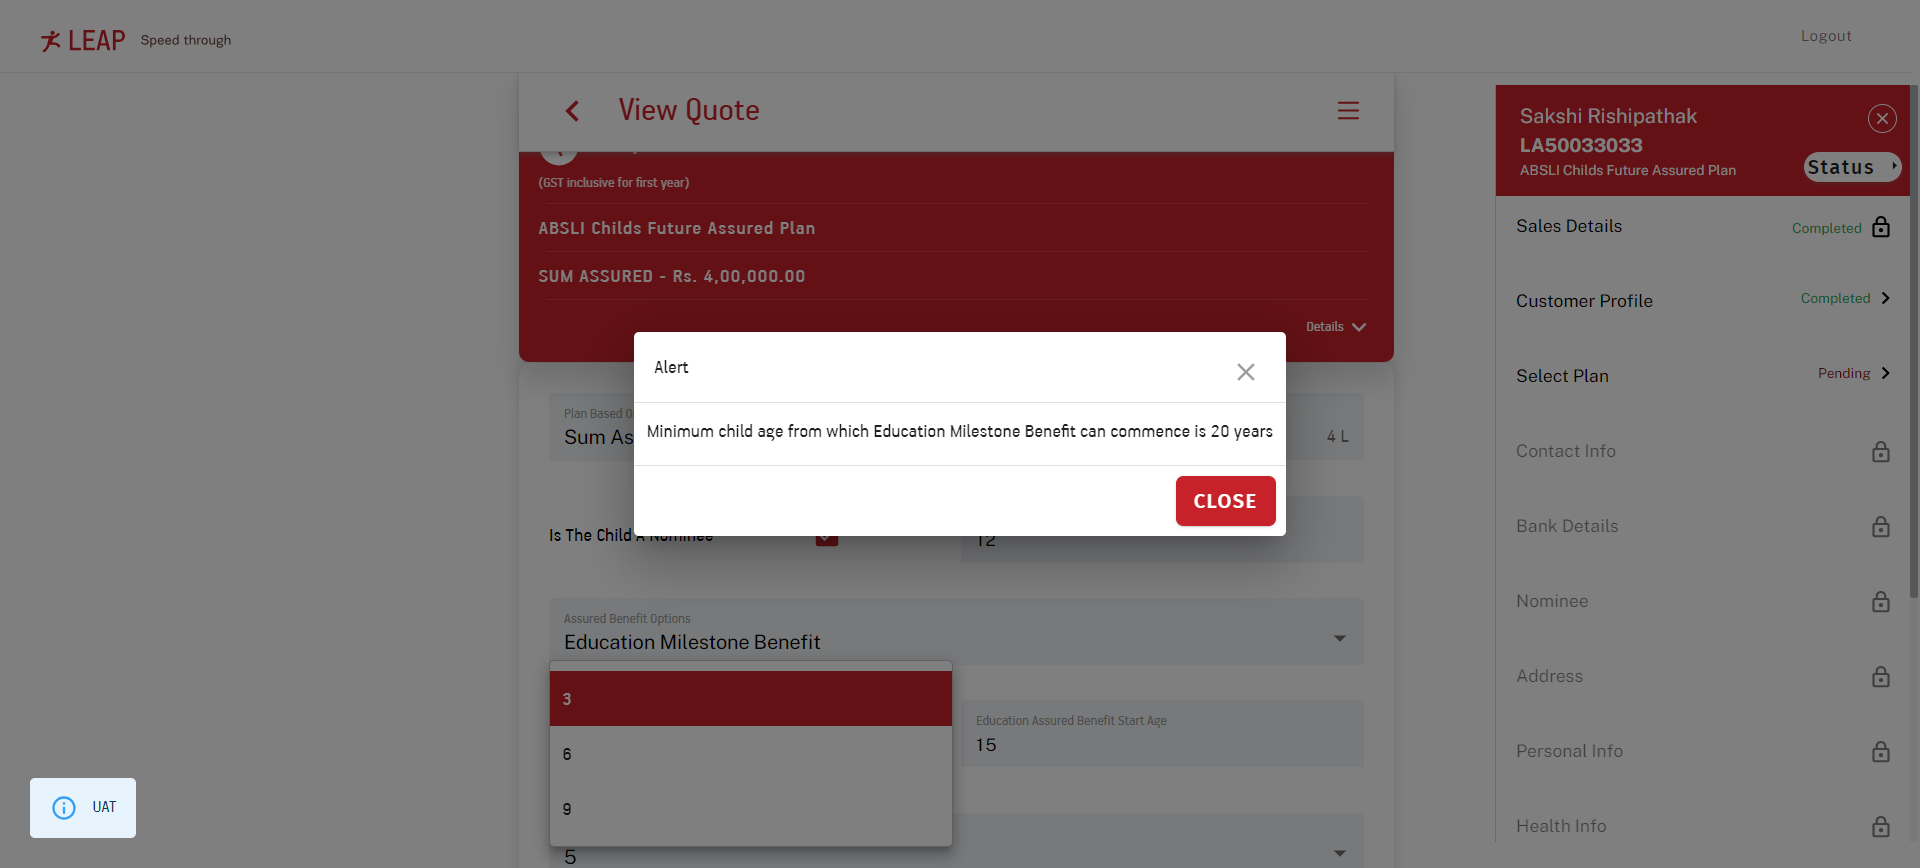 LEAP Speed through
Logout
View Quote
(GST inclusive for first year)
ABSLI Childs Future Assured Plan
SUM ASSURED - Rs. 4,00,000.00
Details
Alert
Minimum child age from which Education Milestone Benefit can commence is 20 years
CLOSE
Plan Based O
Sum As
4 L
Is The Child A Nominee
12
Assured Benefit Options
Education Milestone Benefit
3
6
9
Education Assured Benefit Start Age
15
5
UAT
Sakshi Rishipathak
LA50033033
ABSLI Childs Future Assured Plan
Status
Sales Details Completed
Customer Profile Completed
Select Plan Pending
Contact Info
Bank Details
Nominee
Address
Personal Info
Health Info